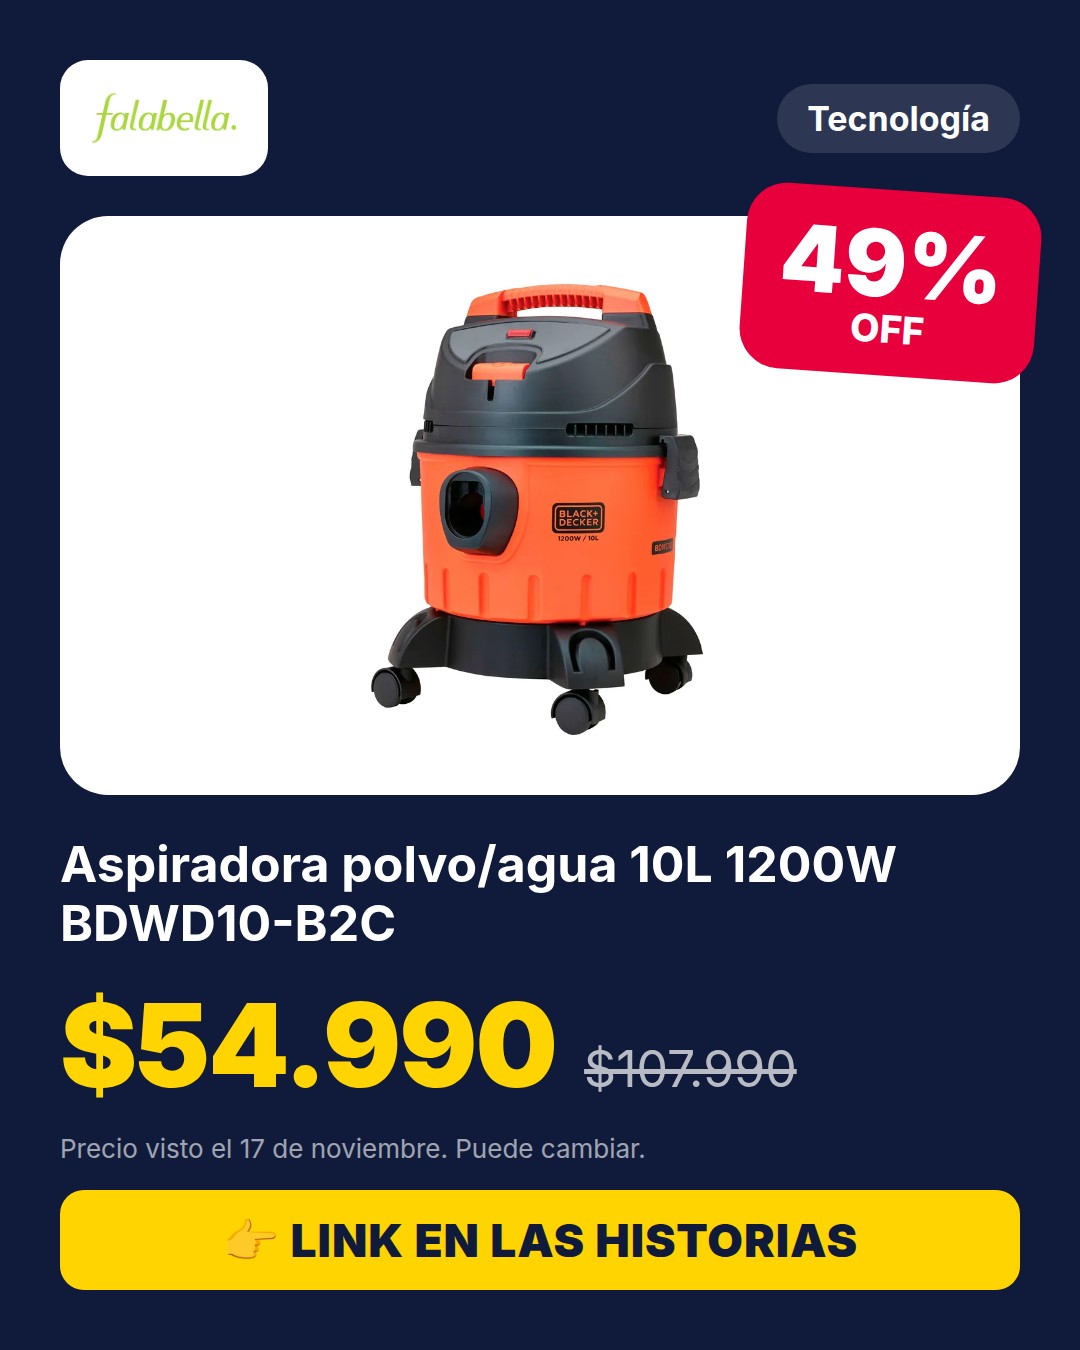 falabella.
Tecnología
49%
OFF
BLACK+
DECKER
1200W / 10L
Aspiradora polvo/agua 10L 1200W
BDWD10-B2C
$54.990 $107.990
Precio visto el 17 de noviembre. Puede cambiar.
👉 LINK EN LAS HISTORIAS